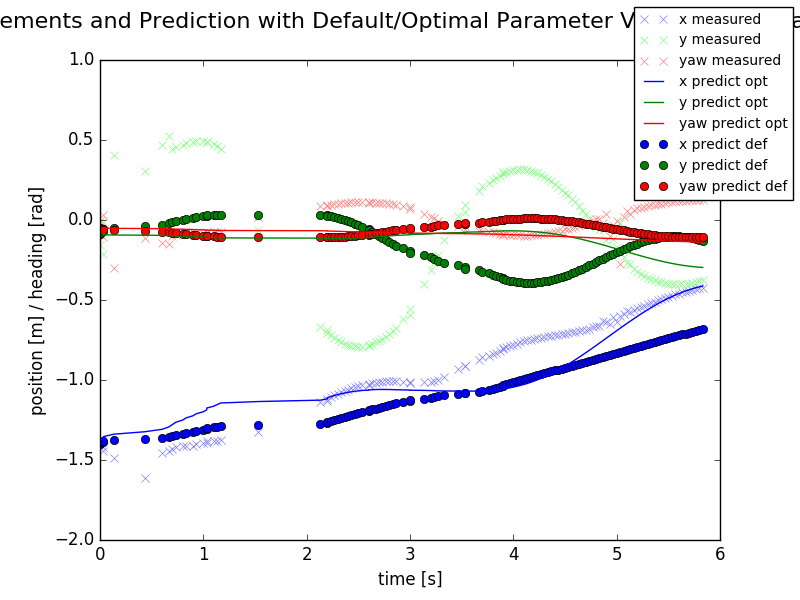 ements and Prediction with Default/Optimal Parameter
x measured
y measured
yaw measured
x predict opt
y predict opt
yaw predict opt
x predict def
y predict def
yaw predict def
1.0
0.5
0.0
−0.5
−1.0
−1.5
−2.0
position [m] / heading [rad]
0 1 2 3 4 5 6
time [s]